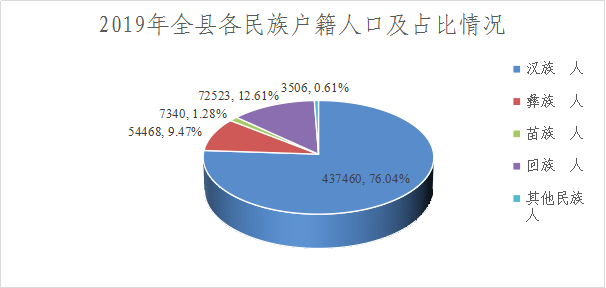 2019年全县各民族户籍人口及占比情况
72523, 12.61%
3506, 0.61%
7340, 1.28%
54468, 9.47%
437460, 76.04%
汉族 人
彝族 人
苗族 人
回族 人
其他民族
人